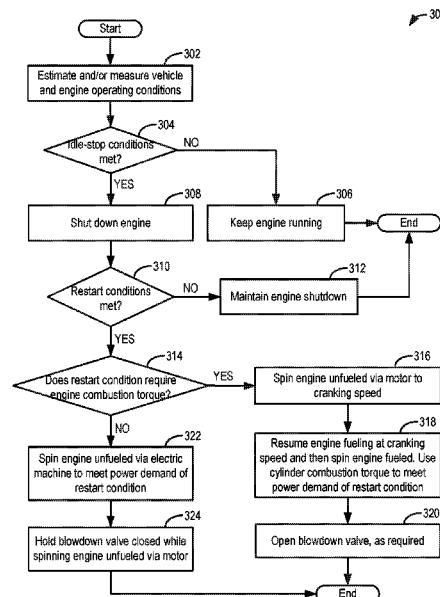 30
Start
302
Estimate and/or measure vehicle
and engine operating conditions
304
Idle-stop conditions
met?
NO
YES
308
306
Shut down engine
Keep engine running
End
310
312
Restart conditions
met?
NO
Maintain engine shutdown
YES
314
316
Does restart condition require
engine combustion torque?
YES
Spin engine unfueled via motor to
cranking speed
NO
322
318
Spin engine unfueled via electric
machine to meet power demand of
restart condition
Resume engine fueling at cranking
speed and then spin engine fueled. Use
cylinder combustion torque to meet
power demand of restart condition
324
320
Hold blowdown valve closed while
spinning engine unfueled via motor
Open blowdown valve, as required
End